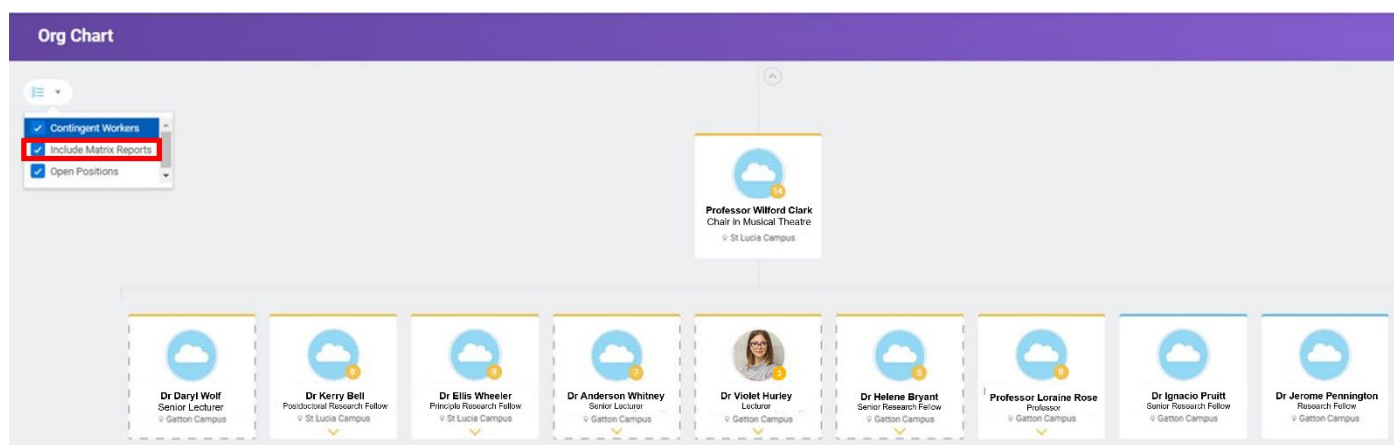 Org Chart
Contingent Workers
Include Matrix Reports
Open Positions
14
Professor Wilford Clark
Chair in Musical Theatre
St Lucia Campus
Dr Daryl Wolf
Senior Lecturer
Gatton Campus
Dr Kerry Bell
Postdoctoral Research Fellow
St Lucia Campus
Dr Ellis Wheeler
Principle Research Fellow
St Lucia Campus
7
Dr Anderson Whitney
Senior Lecturer
Gatton Campus
3
Dr Violet Hurley
Lecturer
Gatton Campus
Dr Helene Bryant
Senior Research Fellow
Gatton Campus
Professor Loraine Rose
Professor
Gatton Campus
Dr Ignacio Pruitt
Senior Research Fellow
Gatton Campus
Dr Jerome Pennington
Research Fellow
Gatton Campus